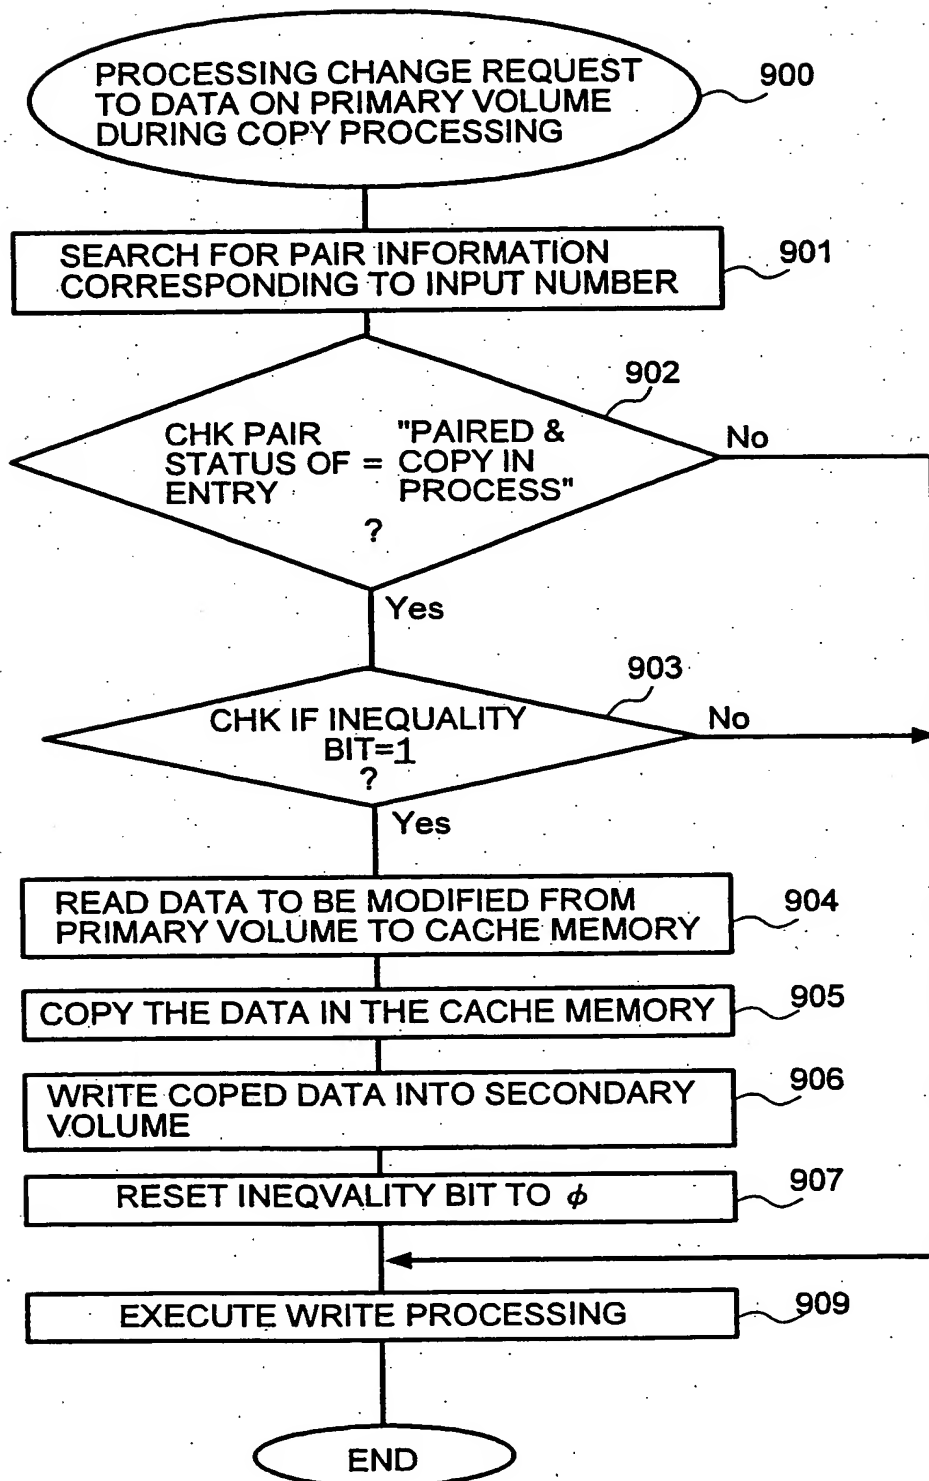 PROCESSING CHANGE REQUEST
TO DATA ON PRIMARY VOLUME
DURING COPY PROCESSING
900
SEARCH FOR PAIR INFORMATION
CORRESPONDING TO INPUT NUMBER
901
902
CHK PAIR "PAIRED &
STATUS OF = COPY IN
ENTRY PROCESS"
?
No
Yes
903
CHK IF INEQUALITY
BIT=1
?
No
Yes
READ DATA TO BE MODIFIED FROM
PRIMARY VOLUME TO CACHE MEMORY
904
COPY THE DATA IN THE CACHE MEMORY
905
WRITE COPED DATA INTO SECONDARY
VOLUME
906
RESET INEQVALITY BIT TO ϕ
907
EXECUTE WRITE PROCESSING
909
END